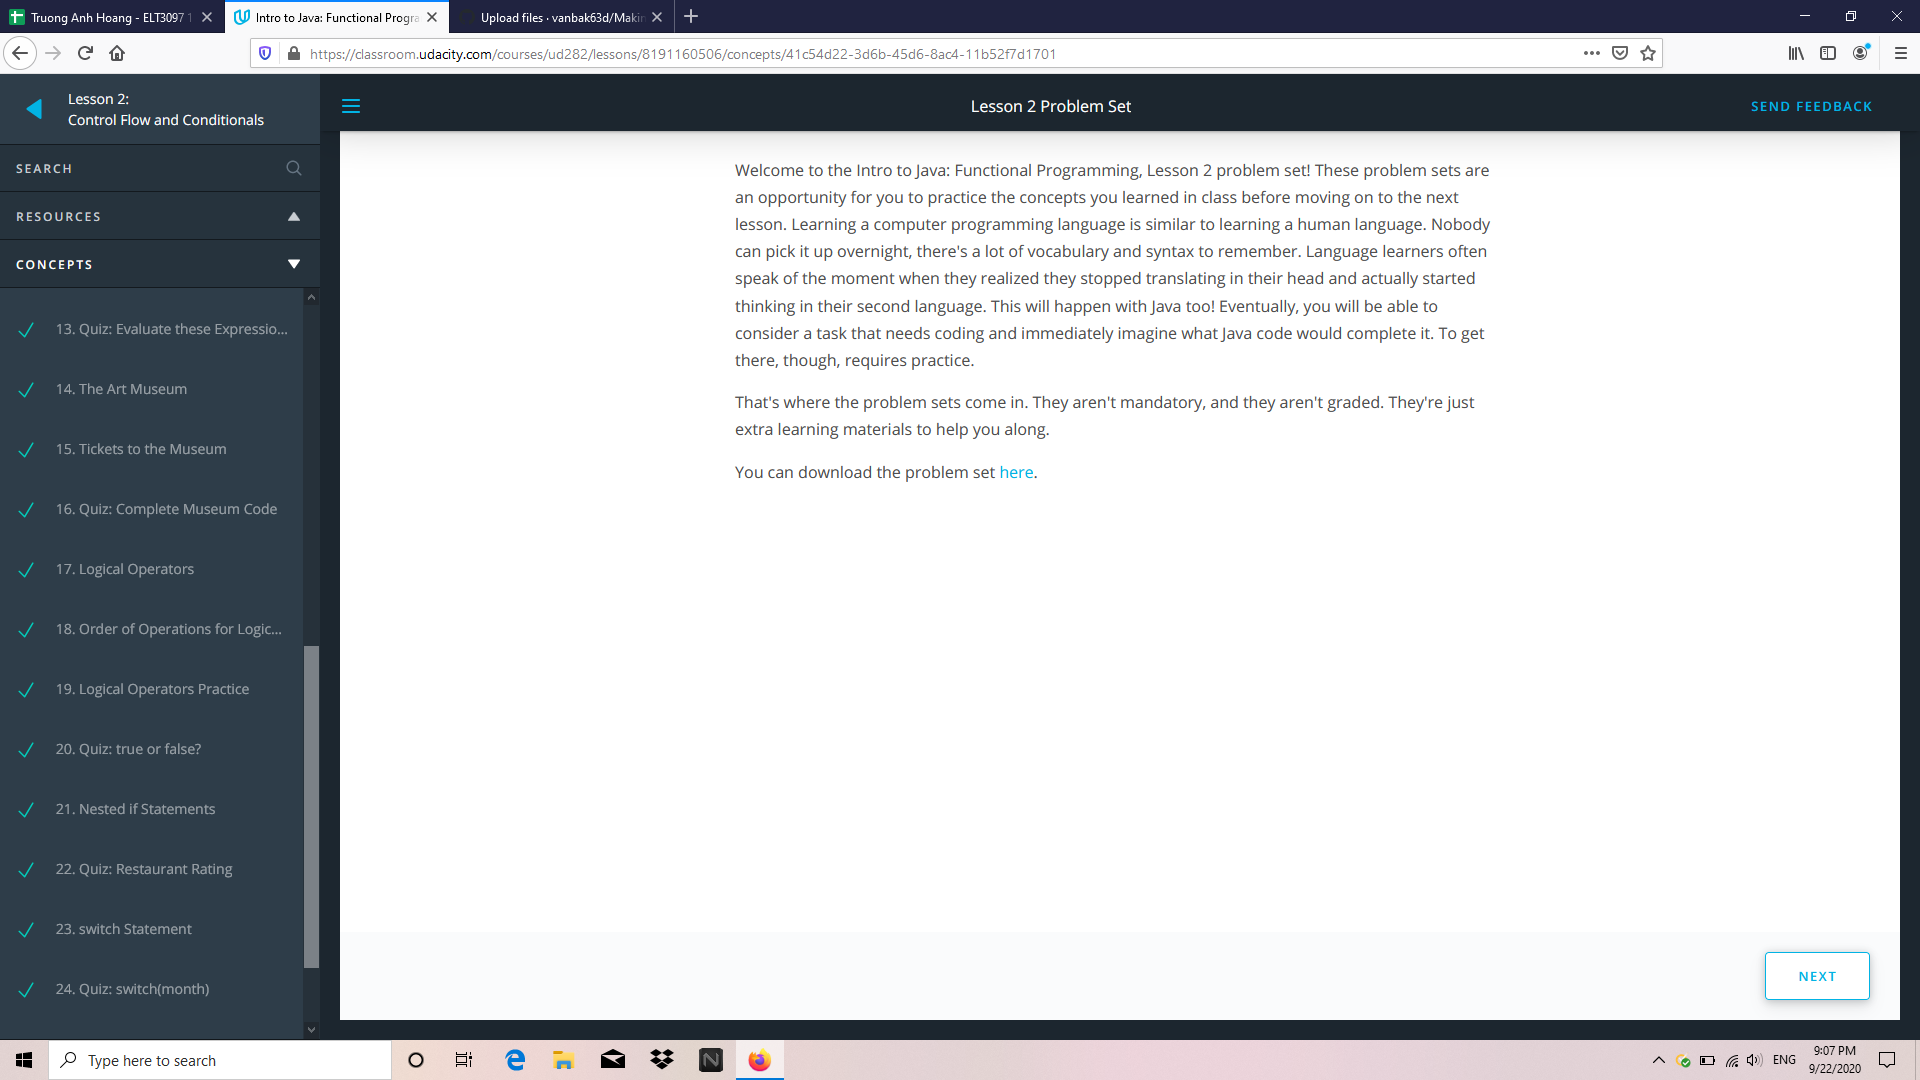 Truong Anh Hoang - ELT3097 1
Intro to Java: Functional Progra
Upload files · vanbak63d/Makin
https://classroom.udacity.com/courses/ud282/lessons/8191160506/concepts/41c54d22-3d6b-45d6-8ac4-11b52f7d1701
Lesson 2:
Control Flow and Conditionals
SEARCH
RESOURCES
CONCEPTS
13. Quiz: Evaluate these Expressio...
14. The Art Museum
15. Tickets to the Museum
16. Quiz: Complete Museum Code
17. Logical Operators
18. Order of Operations for Logic...
19. Logical Operators Practice
20. Quiz: true or false?
21. Nested if Statements
22. Quiz: Restaurant Rating
23. switch Statement
24. Quiz: switch(month)
Lesson 2 Problem Set
SEND FEEDBACK
Welcome to the Intro to Java: Functional Programming, Lesson 2 problem set! These problem sets are
an opportunity for you to practice the concepts you learned in class before moving on to the next
lesson. Learning a computer programming language is similar to learning a human language. Nobody
can pick it up overnight, there's a lot of vocabulary and syntax to remember. Language learners often
speak of the moment when they realized they stopped translating in their head and actually started
thinking in their second language. This will happen with Java too! Eventually, you will be able to
consider a task that needs coding and immediately imagine what Java code would complete it. To get
there, though, requires practice.
That's where the problem sets come in. They aren't mandatory, and they aren't graded. They're just
extra learning materials to help you along.
You can download the problem set here.
NEXT
Type here to search
ENG
9:07 PM
9/22/2020